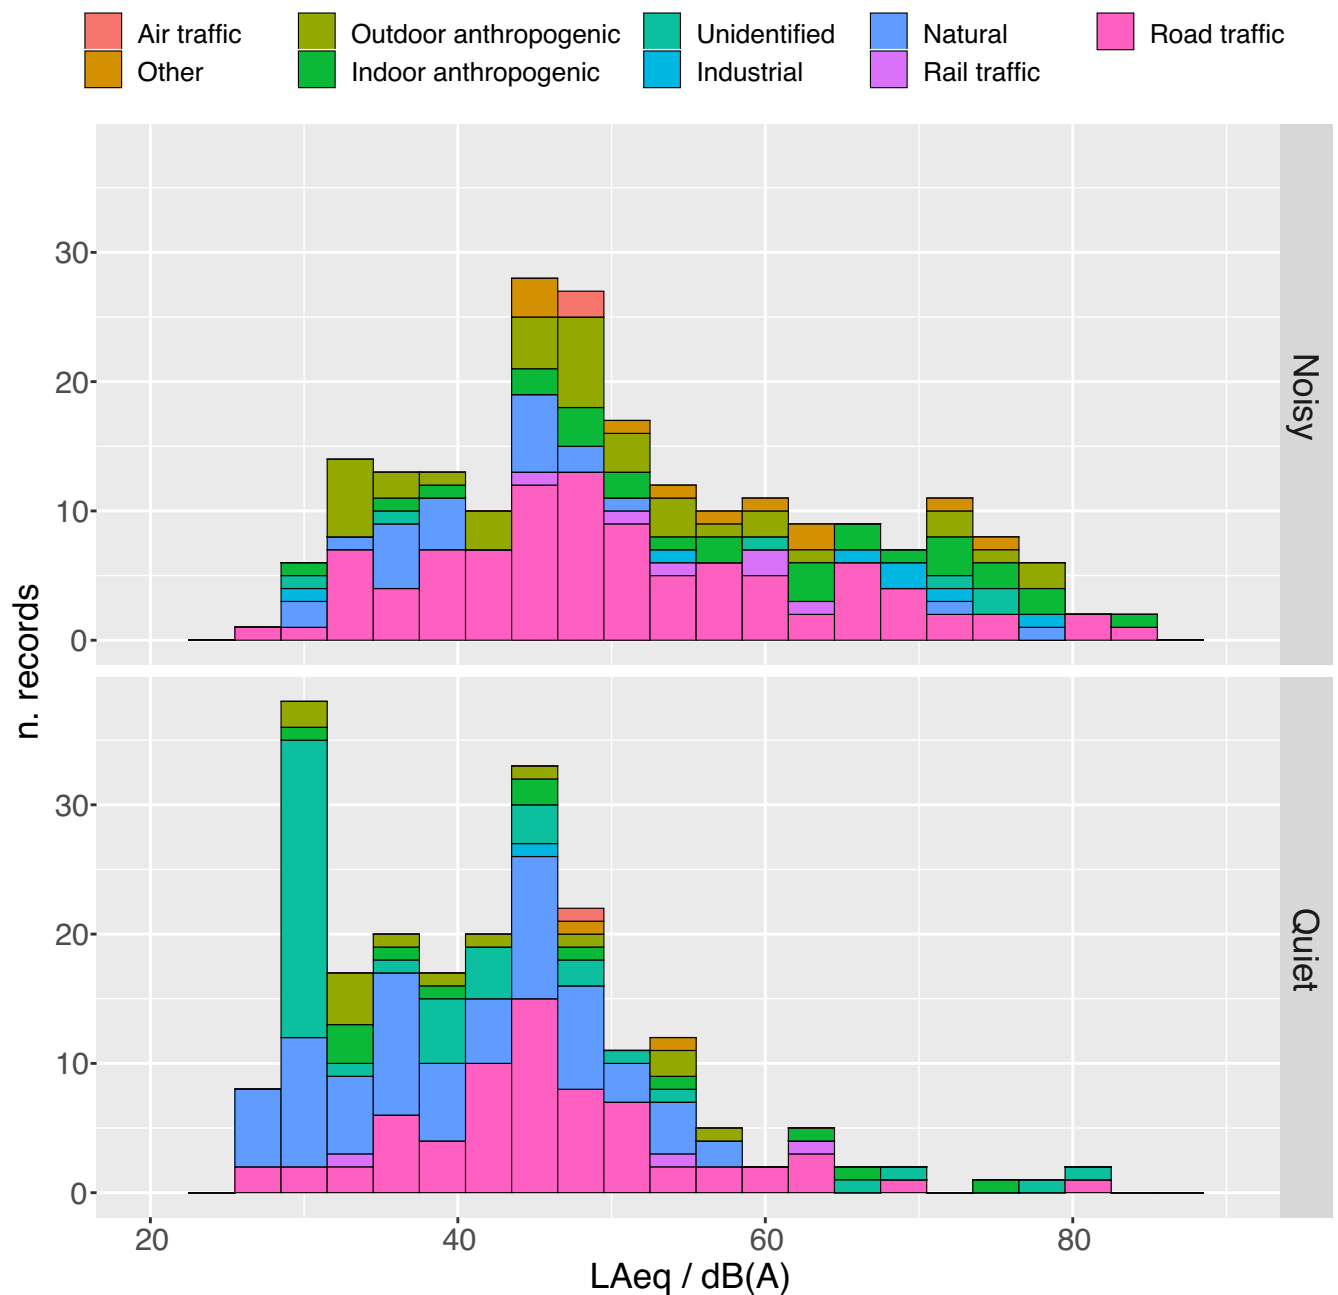 Air traffic Outdoor anthropogenic Unidentified Natural Road traffic
Other Indoor anthropogenic Industrial Rail traffic
30
20
10
0
Noisy
n. records
30
20
10
0
Quiet
20 40 60 80
LAeq / dB(A)